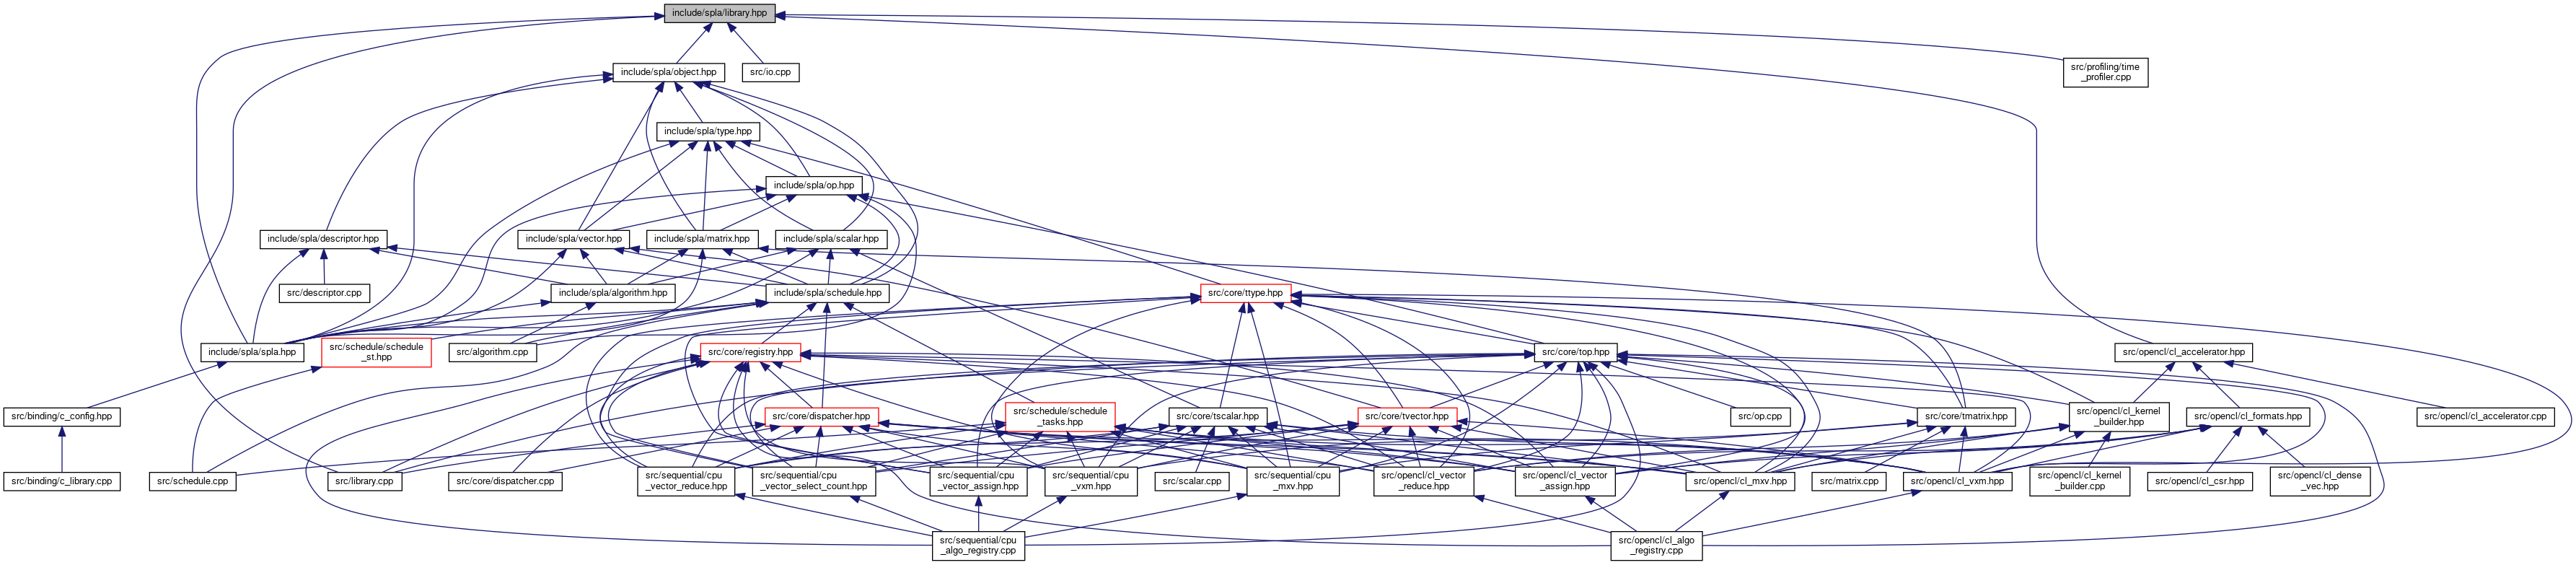 include/spla/library.hpp
include/spla/object.hpp
src/io.cpp
src/profiling/time
_profiler.cpp
include/spla/type.hpp
include/spla/op.hpp
include/spla/descriptor.hpp
include/spla/vector.hpp
include/spla/matrix.hpp
include/spla/scalar.hpp
src/descriptor.cpp
include/spla/algorithm.hpp
include/spla/schedule.hpp
src/core/ttype.hpp
include/spla/spla.hpp
src/schedule/schedule
_st.hpp
src/algorithm.cpp
src/core/registry.hpp
src/core/top.hpp
src/opencl/cl_accelerator.hpp
src/binding/c_config.hpp
src/core/dispatcher.hpp
src/schedule/schedule
_tasks.hpp
src/core/tscalar.hpp
src/core/tvector.hpp
src/op.cpp
src/core/tmatrix.hpp
src/opencl/cl_kernel
_builder.hpp
src/opencl/cl_formats.hpp
src/opencl/cl_accelerator.cpp
src/binding/c_library.cpp
src/schedule.cpp
src/library.cpp
src/core/dispatcher.cpp
src/sequential/cpu
_vector_reduce.hpp
src/sequential/cpu
_vector_select_count.hpp
src/sequential/cpu
_vector_assign.hpp
src/sequential/cpu
_vxm.hpp
src/scalar.cpp
src/sequential/cpu
_mxv.hpp
src/opencl/cl_vector
_reduce.hpp
src/opencl/cl_vector
_assign.hpp
src/opencl/cl_mxv.hpp
src/matrix.cpp
src/opencl/cl_vxm.hpp
src/opencl/cl_kernel
_builder.cpp
src/opencl/cl_csr.hpp
src/opencl/cl_dense
_vec.hpp
src/sequential/cpu
_algo_registry.cpp
src/opencl/cl_algo
_registry.cpp